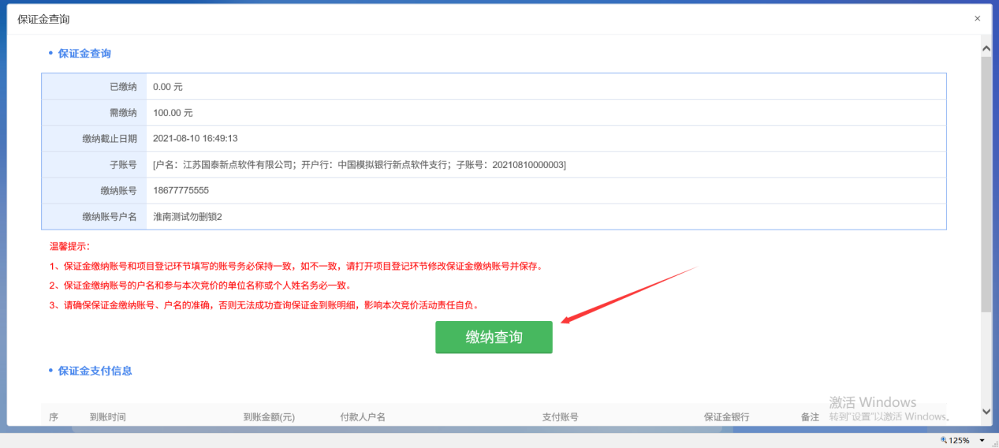 保证金查询
×
• 保证金查询
已缴纳 0.00 元
需缴纳 100.00 元
缴纳截止日期 2021-08-10 16:49:13
子账号 [户名：江苏国泰新点软件有限公司；开户行：中国模拟银行新点软件支行；子账号：20210810000003]
缴纳账号 18677775555
缴纳账号户名 淮南测试勿删锁2
温馨提示：
1、保证金缴纳账号和项目登记环节填写的账号务必保持一致，如不一致，请打开项目登记环节修改保证金缴纳账号并保存。
2、保证金缴纳账号的户名和参与本次竞价的单位名称或个人姓名务必一致。
3、请确保保证金缴纳账号、户名的准确，否则无法成功查询保证金到账明细，影响本次竞价活动责任自负。
缴纳查询
• 保证金支付信息
序 到账时间 到账金额(元) 付款人户名 支付账号 保证金银行 备注
激活 Windows
转到"设置"以激活 Windows。
125%